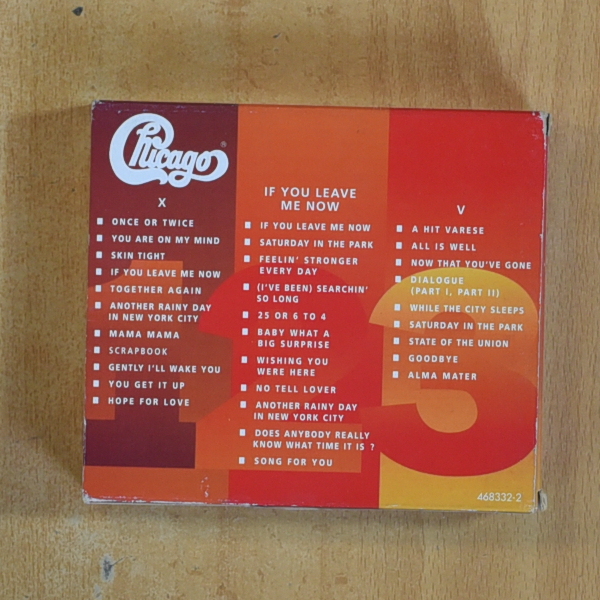 Chicago®
X
ONCE OR TWICE
YOU ARE ON MY MIND
SKIN TIGHT
IF YOU LEAVE ME NOW
TOGETHER AGAIN
ANOTHER RAINY DAY
IN NEW YORK CITY
MAMA MAMA
SCRAPBOOK
GENTLY I'LL WAKE YOU
YOU GET IT UP
HOPE FOR LOVE
1
IF YOU LEAVE
ME NOW
IF YOU LEAVE ME NOW
SATURDAY IN THE PARK
FEELIN' STRONGER
EVERY DAY
(I'VE BEEN) SEARCHIN'
SO LONG
25 OR 6 TO 4
BABY WHAT A
BIG SURPRISE
WISHING YOU
WERE HERE
NO TELL LOVER
ANOTHER RAINY DAY
IN NEW YORK CITY
DOES ANYBODY REALLY
KNOW WHAT TIME IT IS ?
SONG FOR YOU
2
V
A HIT VARESE
ALL IS WELL
NOW THAT YOU'VE GONE
DIALOGUE
(PART I, PART II)
WHILE THE CITY SLEEPS
SATURDAY IN THE PARK
STATE OF THE UNION
GOODBYE
ALMA MATER
3
468332-2